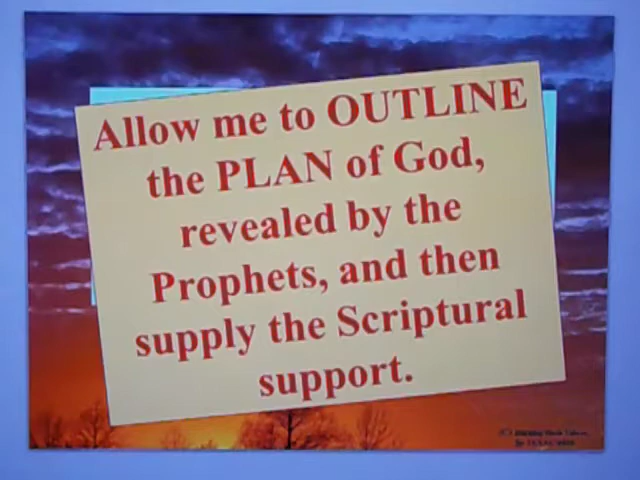 Allow me to OUTLINE
the PLAN of God,
revealed by the
Prophets, and then
supply the Scriptural
support.